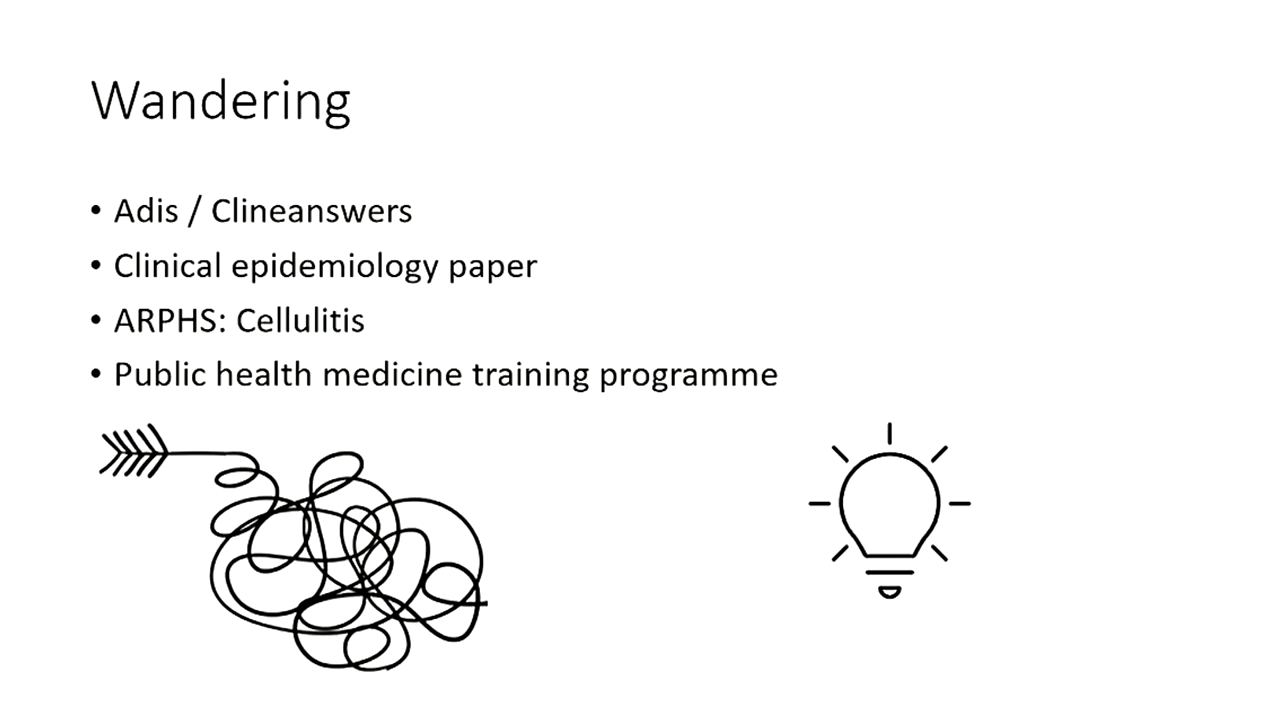 Wandering
• Adis / Clineanswers
• Clinical epidemiology paper
• ARPHS: Cellulitis
• Public health medicine training programme